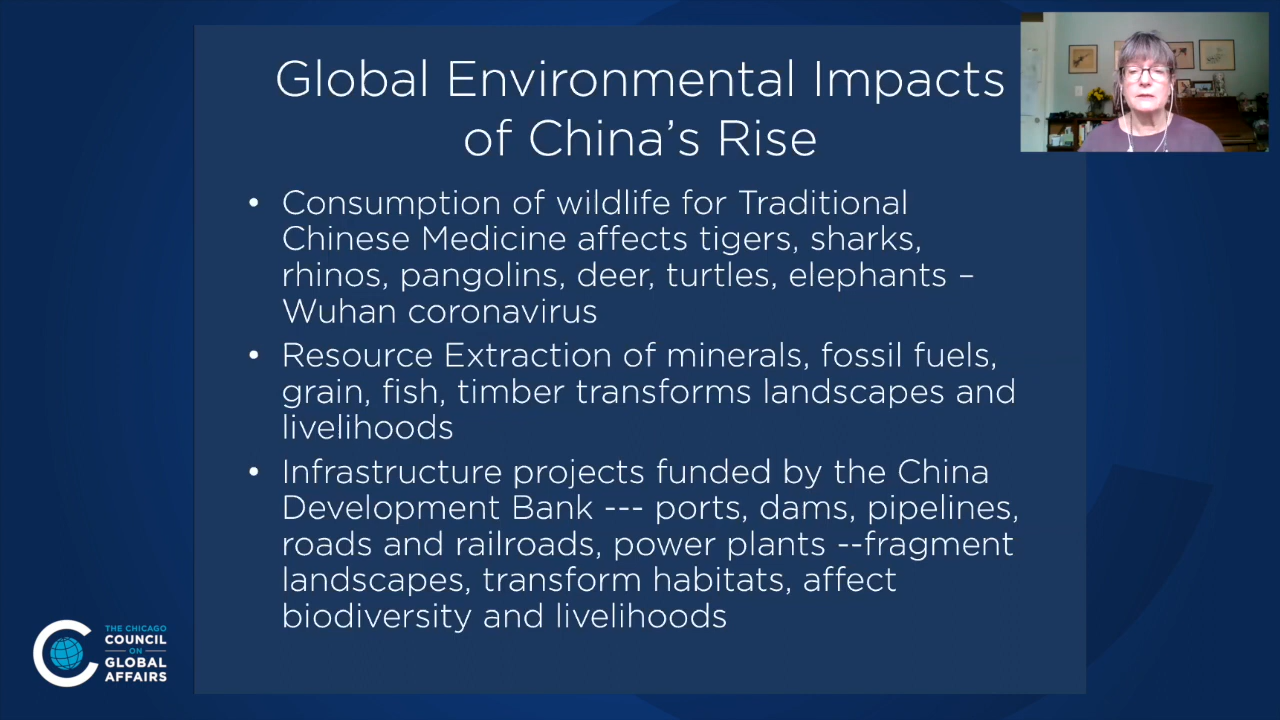 Global Environmental Impacts
of China's Rise
• Consumption of wildlife for Traditional
Chinese Medicine affects tigers, sharks,
rhinos, pangolins, deer, turtles, elephants –
Wuhan coronavirus
• Resource Extraction of minerals, fossil fuels,
grain, fish, timber transforms landscapes and
livelihoods
• Infrastructure projects funded by the China
Development Bank --- ports, dams, pipelines,
roads and railroads, power plants --fragment
landscapes, transform habitats, affect
biodiversity and livelihoods
THE CHICAGO
COUNCIL
ON
GLOBAL
AFFAIRS